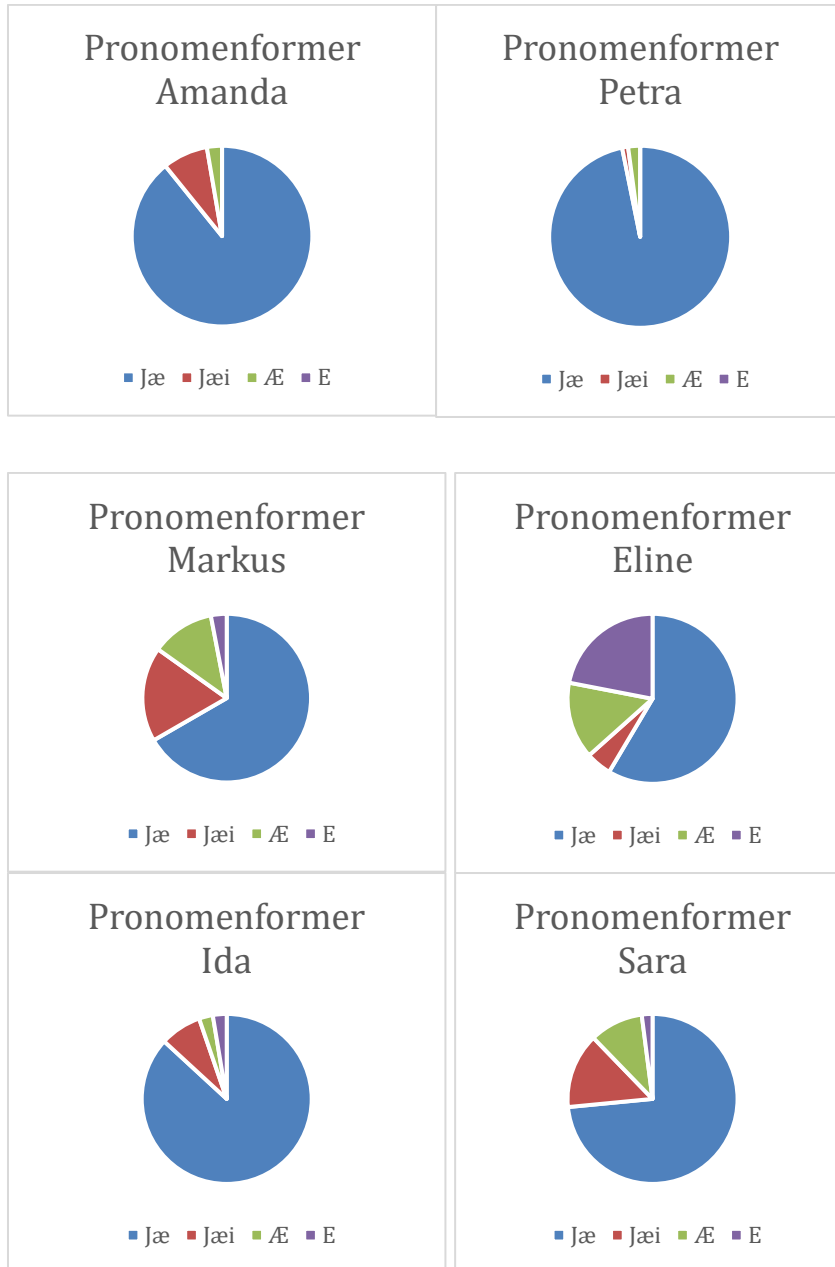 Pronomenformer
Amanda
Jæ Jæi Æ E
Pronomenformer
Petra
Jæ Jæi Æ E
Pronomenformer
Markus
Jæ Jæi Æ E
Pronomenformer
Eline
Jæ Jæi Æ E
Pronomenformer
Ida
Jæ Jæi Æ E
Pronomenformer
Sara
Jæ Jæi Æ E